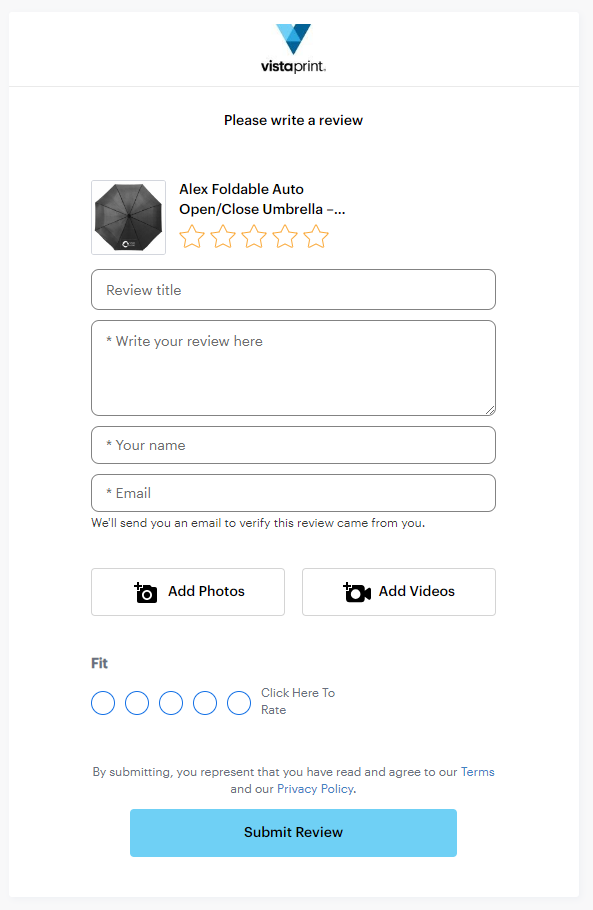 vistaprint.
Please write a review
Alex Foldable Auto
Open/Close Umbrella –...
Review title
* Write your review here
* Your name
* Email
We'll send you an email to verify this review came from you.
Add Photos
Add Videos
Fit
Click Here To
Rate
By submitting, you represent that you have read and agree to our Terms
and our Privacy Policy.
Submit Review